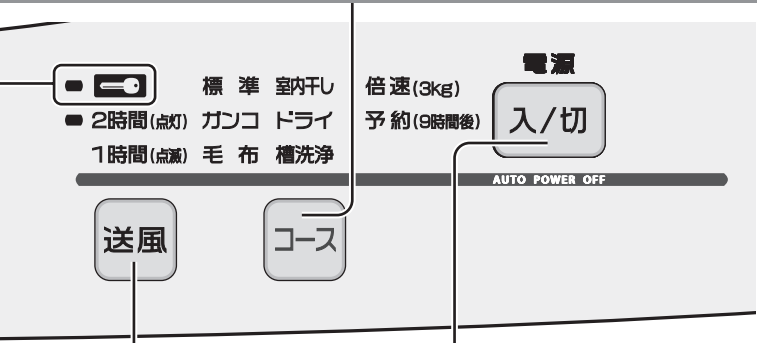 電源
標準 室内干し 倍速(3kg)
2時間(点灯) ガンコ ドライ 予約(9時間後)
1時間(点滅) 毛布 槽洗浄
入/切
AUTO POWER OFF
送風 コース